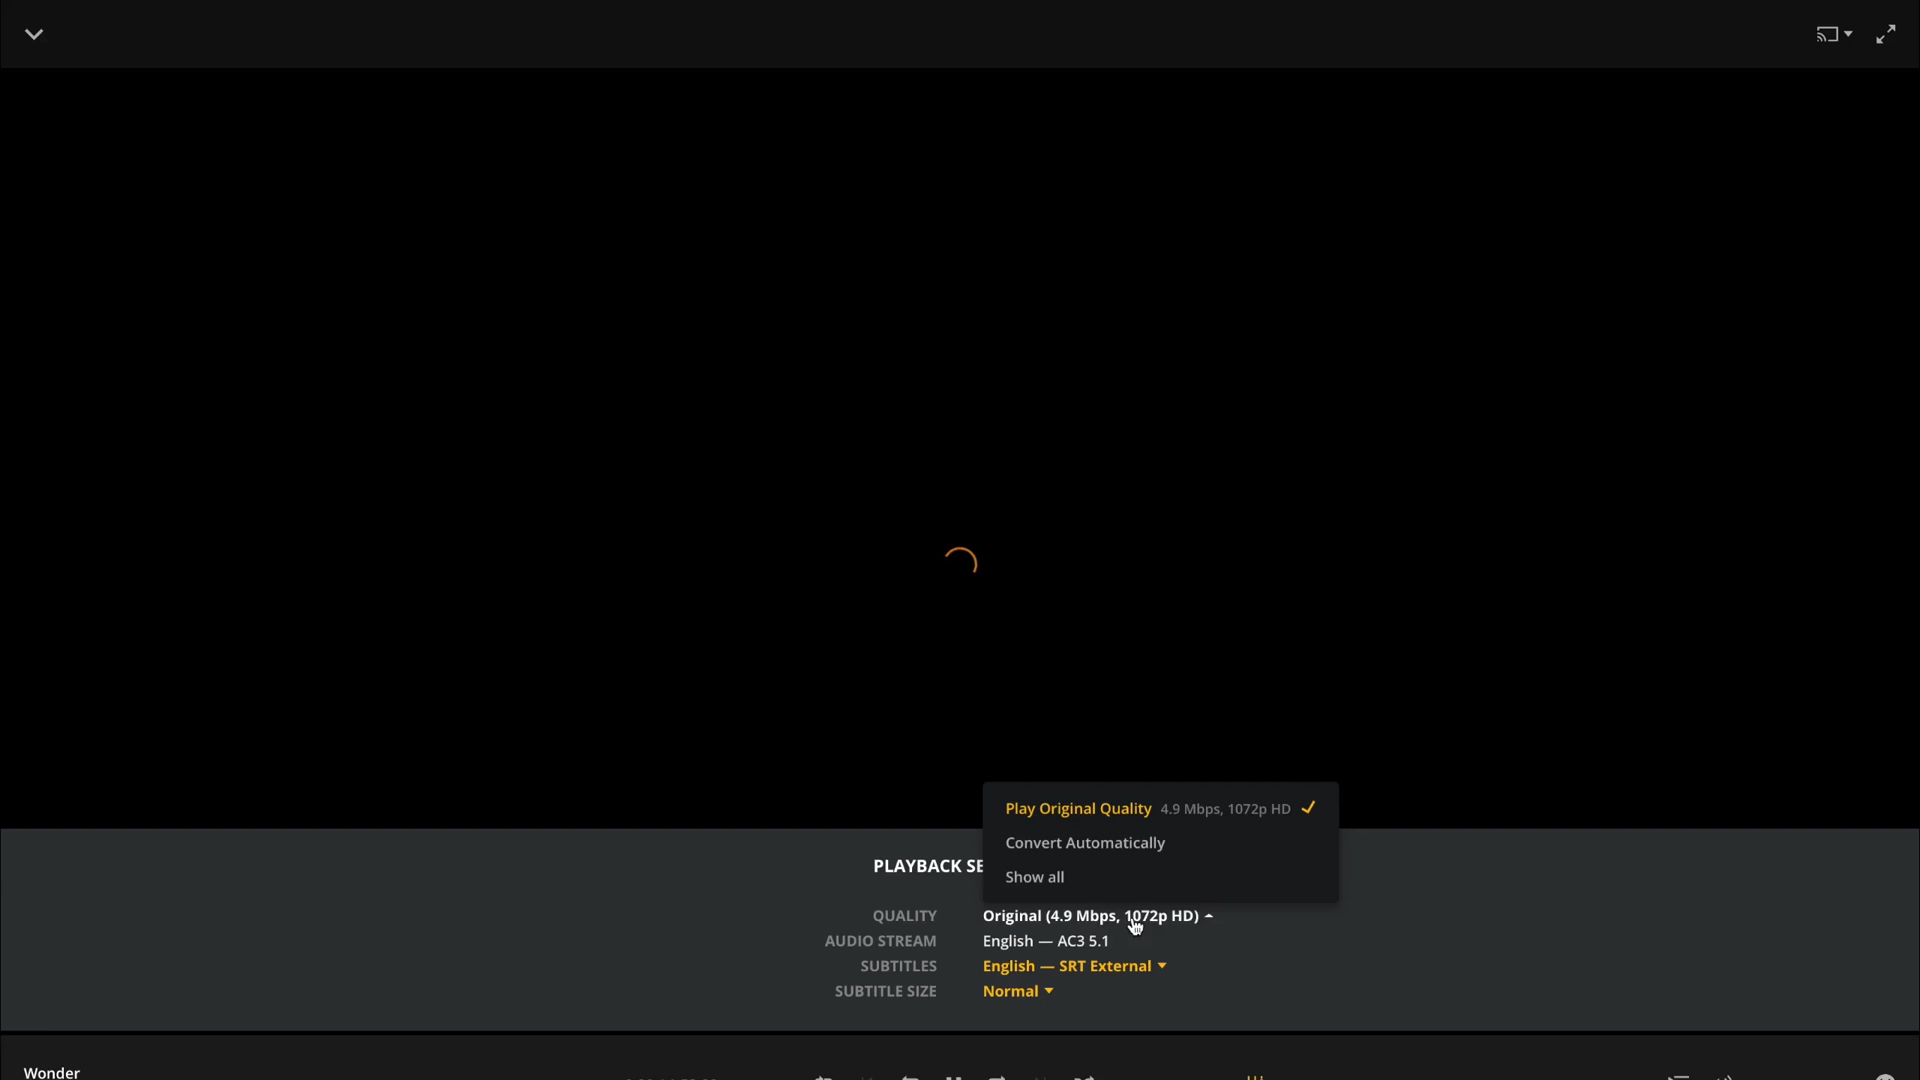 Play Original Quality 4.9 Mbps, 1072p HD
Convert Automatically
Show all
PLAYBACK SE
QUALITY Original (4.9 Mbps, 1072p HD)
AUDIO STREAM English — AC3 5.1
SUBTITLES English — SRT External
SUBTITLE SIZE Normal
Wonder